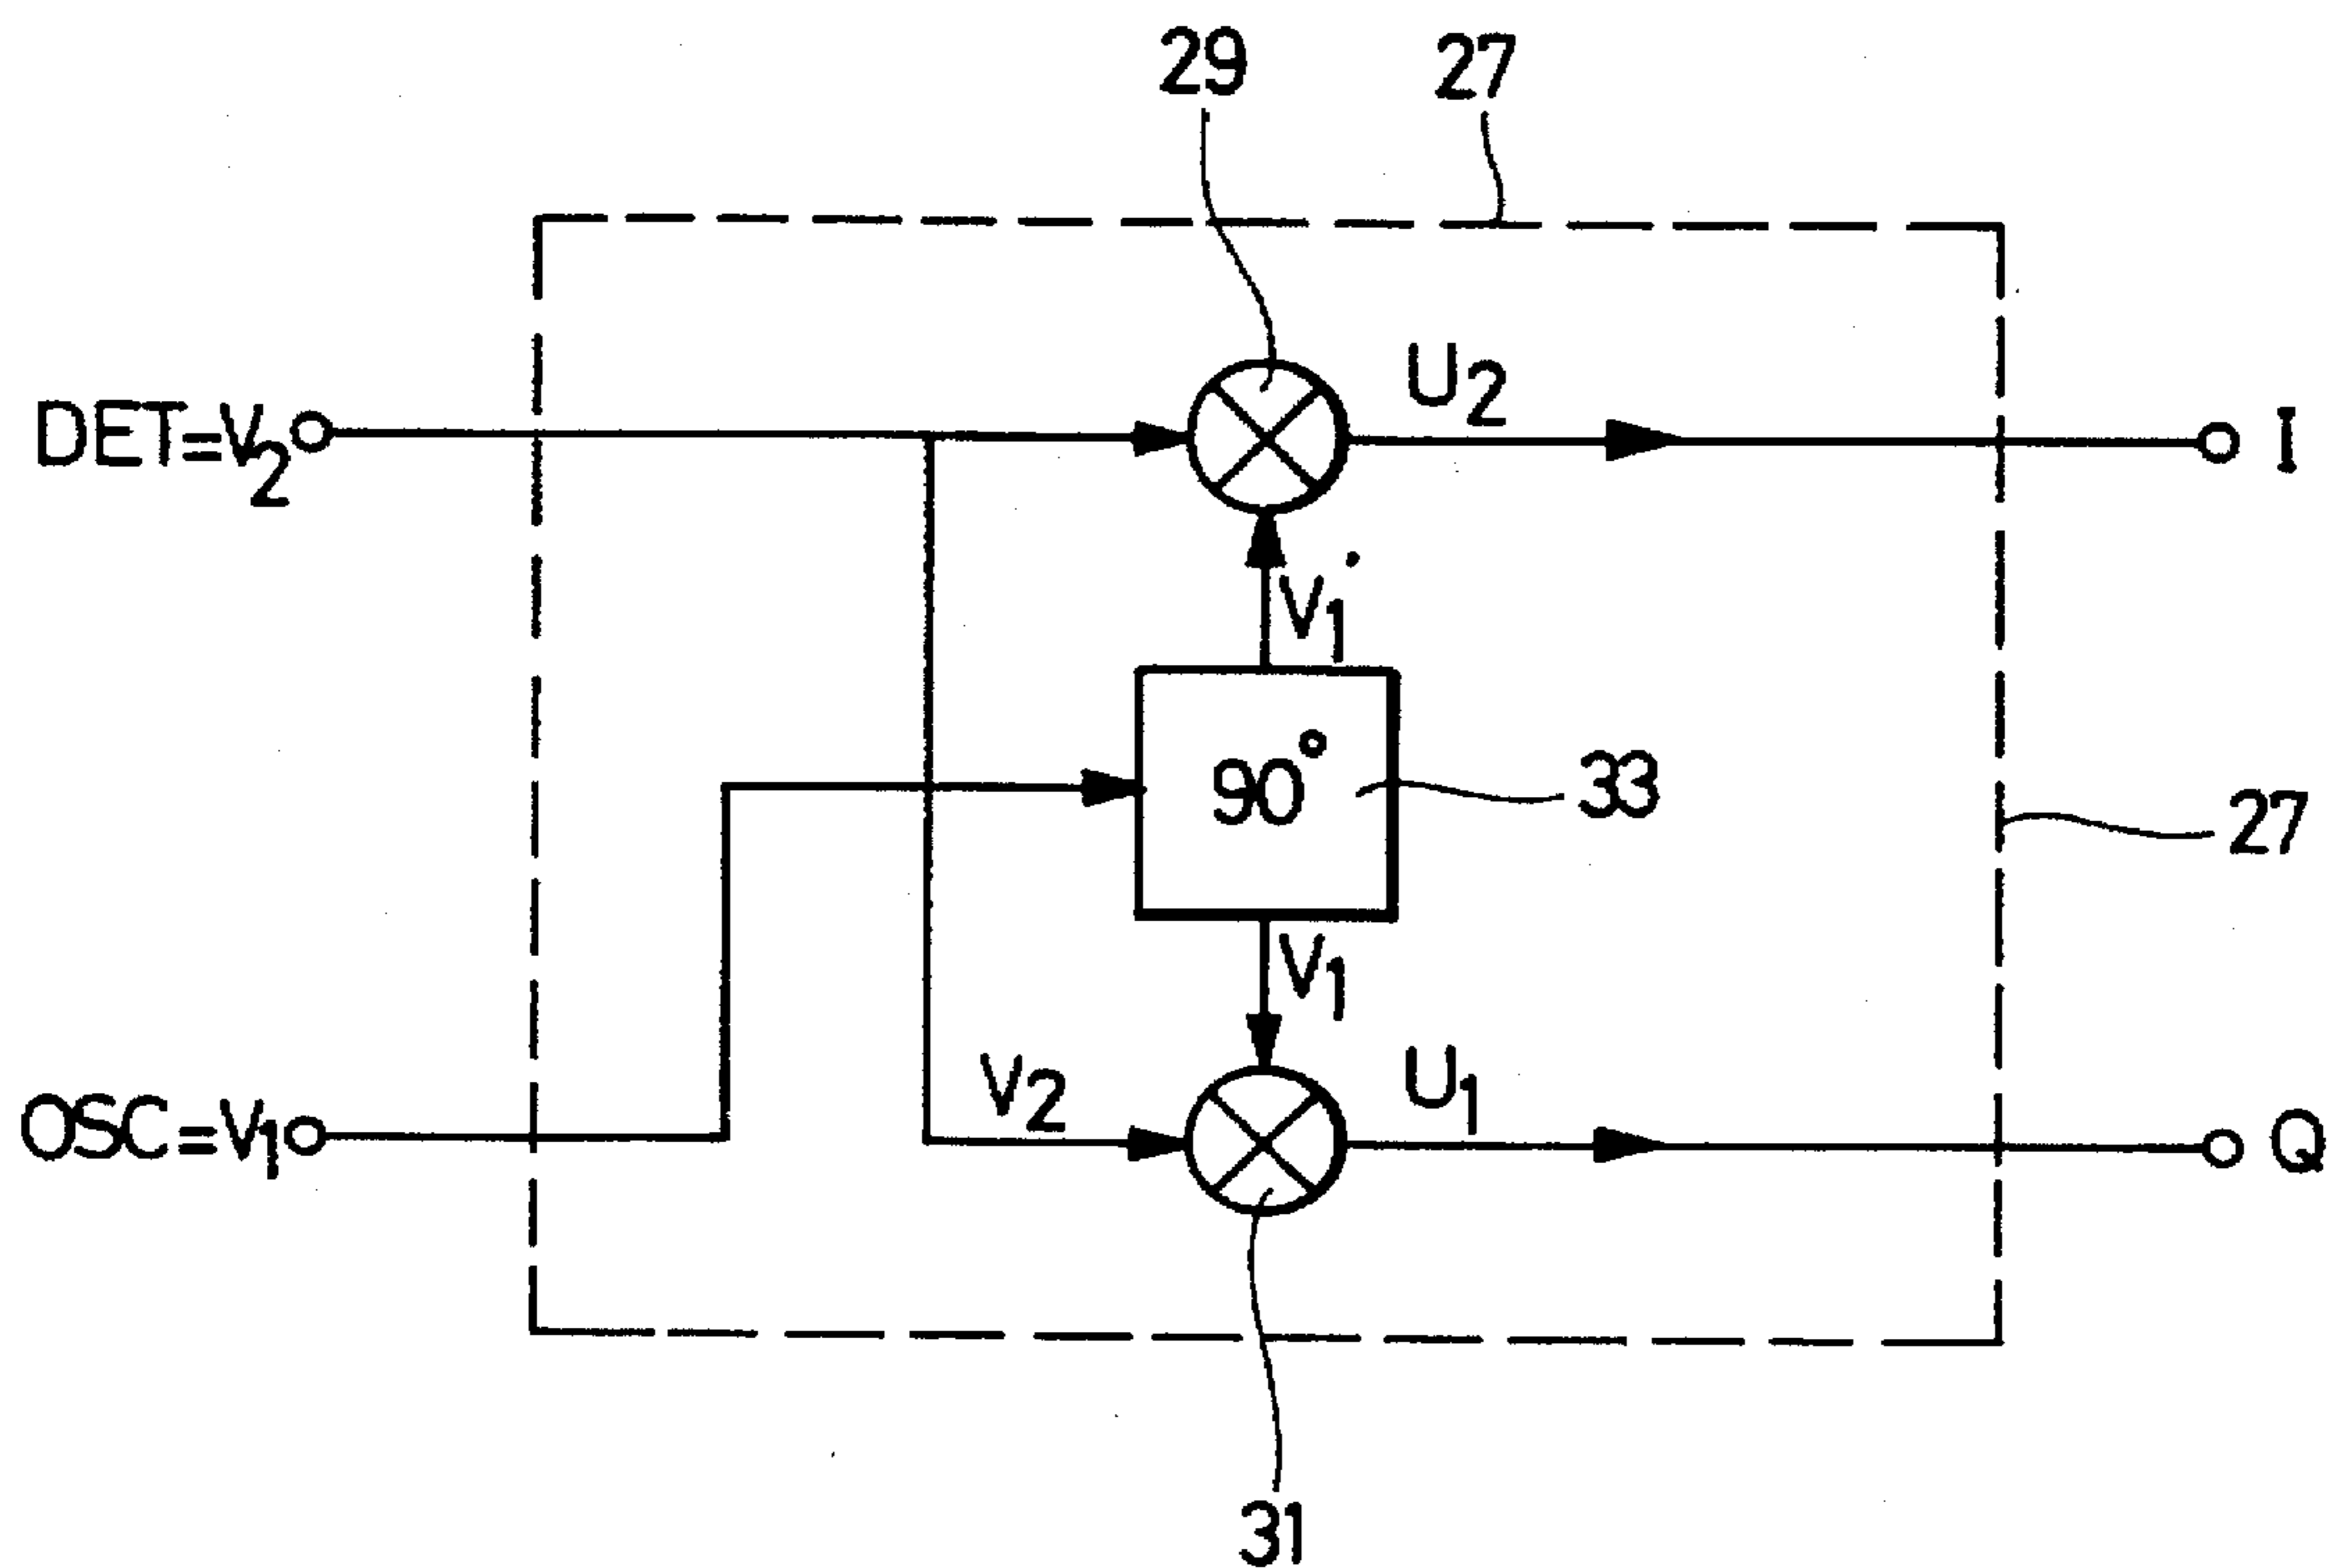 29
27
DET=V₂
U₂
I
V₁'
90°
33
27
V₁
V₂
OSC=V₁
U₁
Q
31